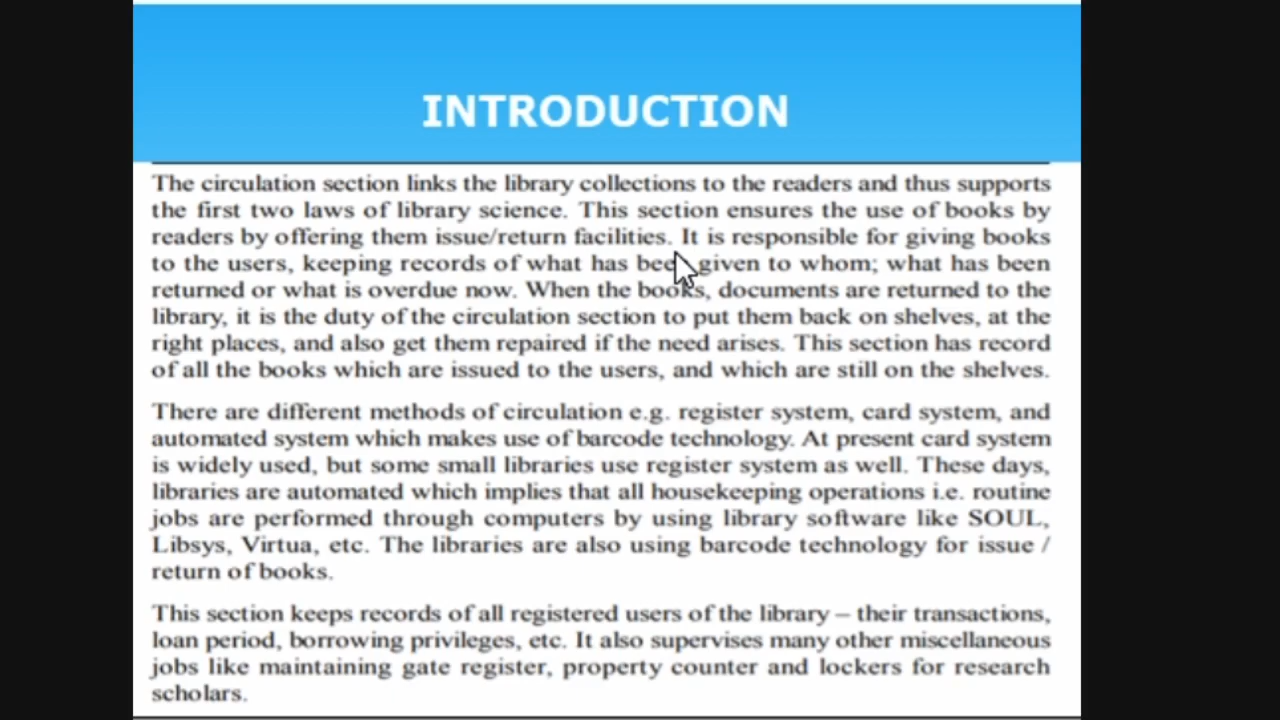 INTRODUCTION
The circulation section links the library collections to the readers and thus supports
the first two laws of library science. This section ensures the use of books by
readers by offering them issue/return facilities. It is responsible for giving books
to the users, keeping records of what has been given to whom; what has been
returned or what is overdue now. When the books, documents are returned to the
library, it is the duty of the circulation section to put them back on shelves, at the
right places, and also get them repaired if the need arises. This section has record
of all the books which are issued to the users, and which are still on the shelves.
There are different methods of circulation e.g. register system, card system, and
automated system which makes use of barcode technology. At present card system
is widely used, but some small libraries use register system as well. These days,
libraries are automated which implies that all housekeeping operations i.e. routine
jobs are performed through computers by using library software like SOUL,
Libsys, Virtua, etc. The libraries are also using barcode technology for issue /
return of books.
This section keeps records of all registered users of the library – their transactions,
loan period, borrowing privileges, etc. It also supervises many other miscellaneous
jobs like maintaining gate register, property counter and lockers for research
scholars.